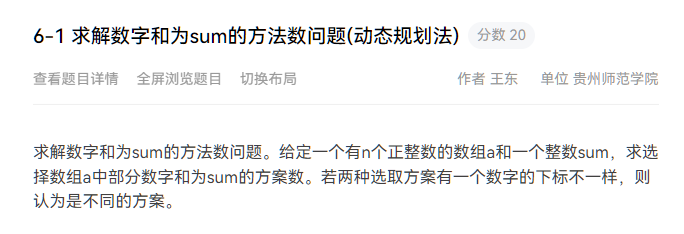 6-1 求解数字和为sum的方法数问题(动态规划法) 分数 20
查看题目详情 全屏浏览题目 切换布局 作者 王东 单位 贵州师范学院
求解数字和为sum的方法数问题。给定一个有n个正整数的数组a和一个整数sum，求选
择数组a中部分数字和为sum的方案数。若两种选取方案有一个数字的下标不一样，则
认为是不同的方案。